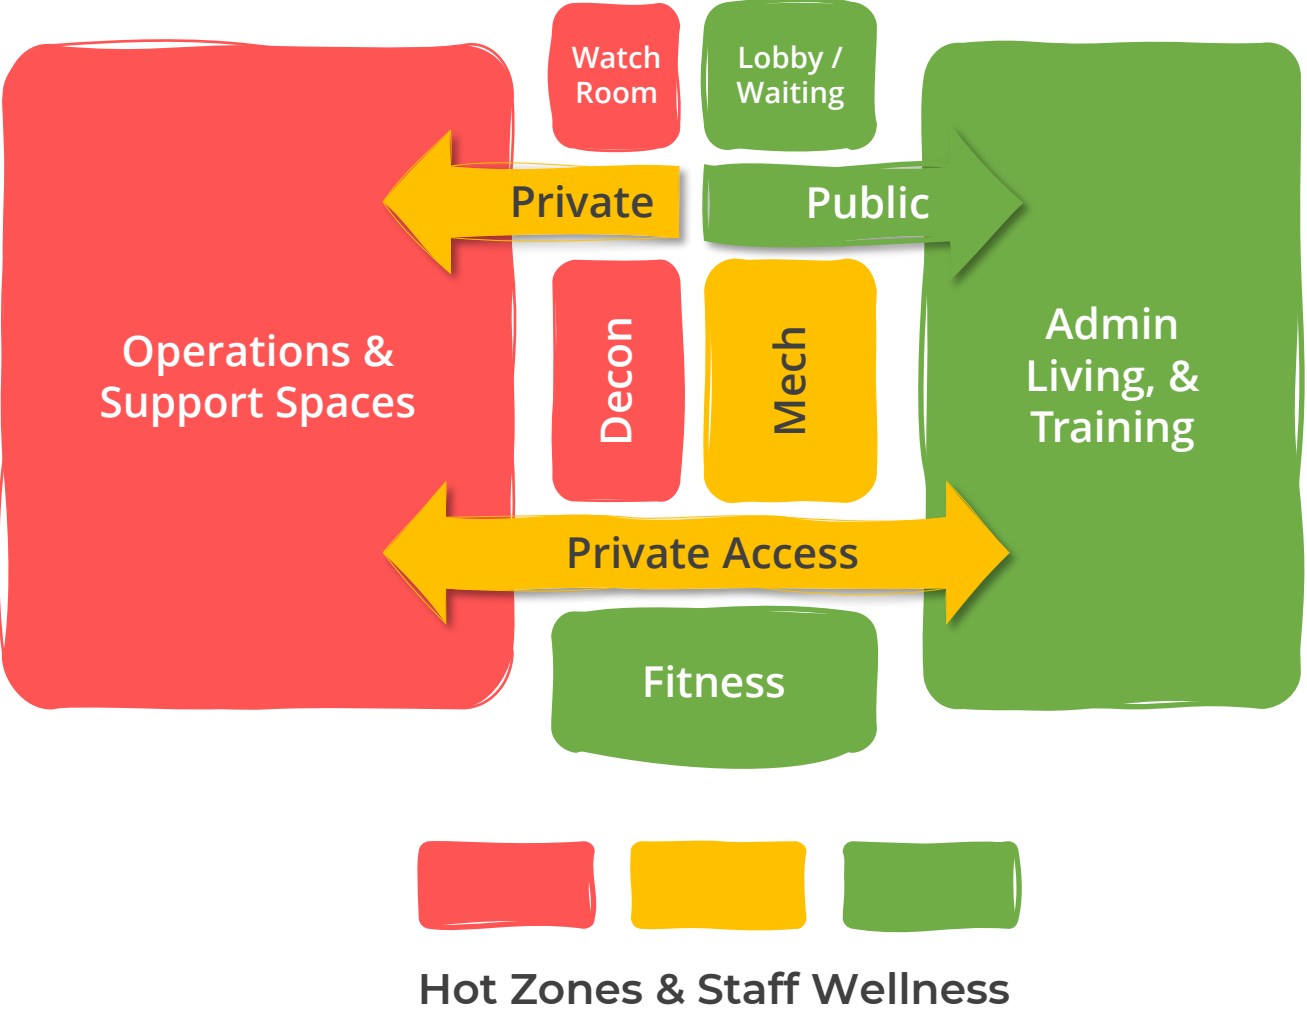 Watch
Room
Lobby /
Waiting
Private
Public
Operations &
Support Spaces
Decon
Mech
Admin
Living, &
Training
Private Access
Fitness
Hot Zones & Staff Wellness